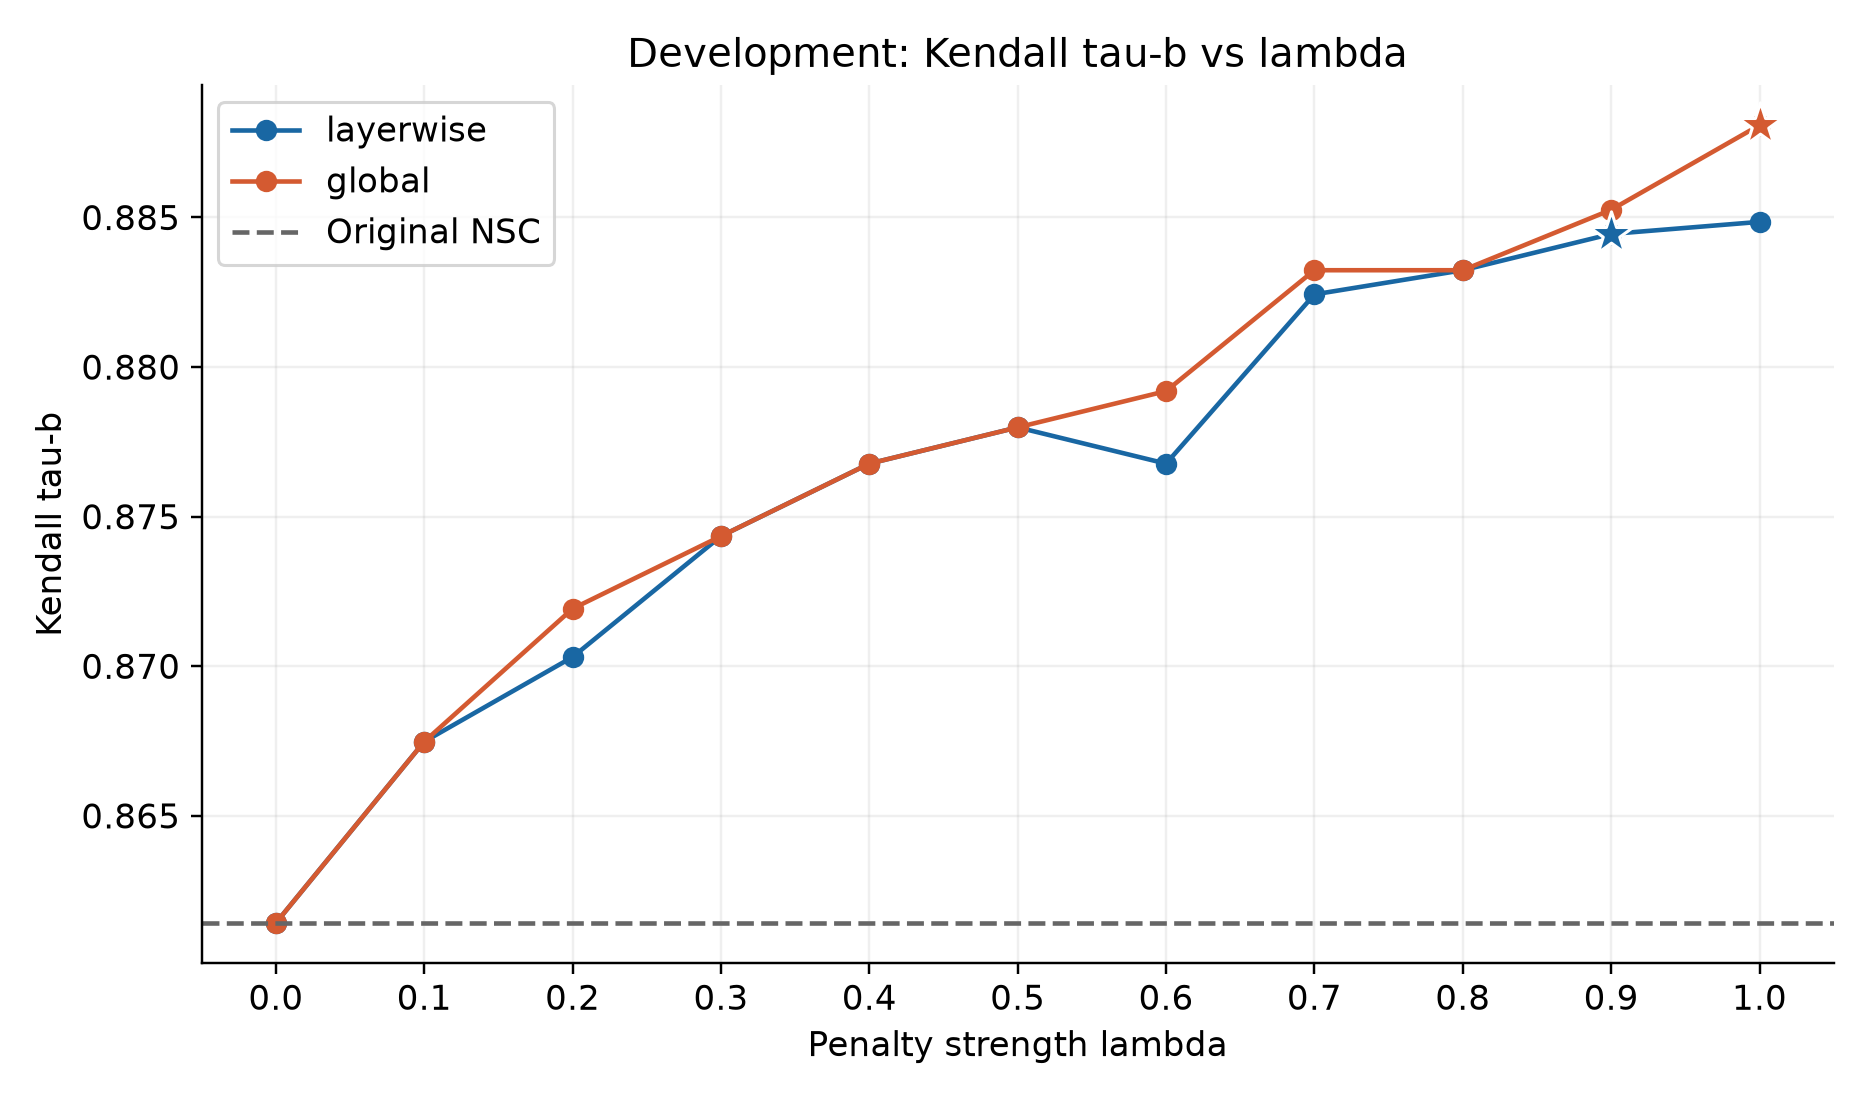 Development: Kendall tau-b vs lambda
layerwise
global
Original NSC
Kendall tau-b
0.885
0.880
0.875
0.870
0.865
0.0 0.1 0.2 0.3 0.4 0.5 0.6 0.7 0.8 0.9 1.0
Penalty strength lambda